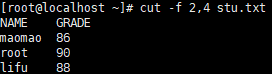 [root@localhost ~]# cut -f 2,4 stu.txt
NAME    GRADE
maomao  86
root    90
lifu    88